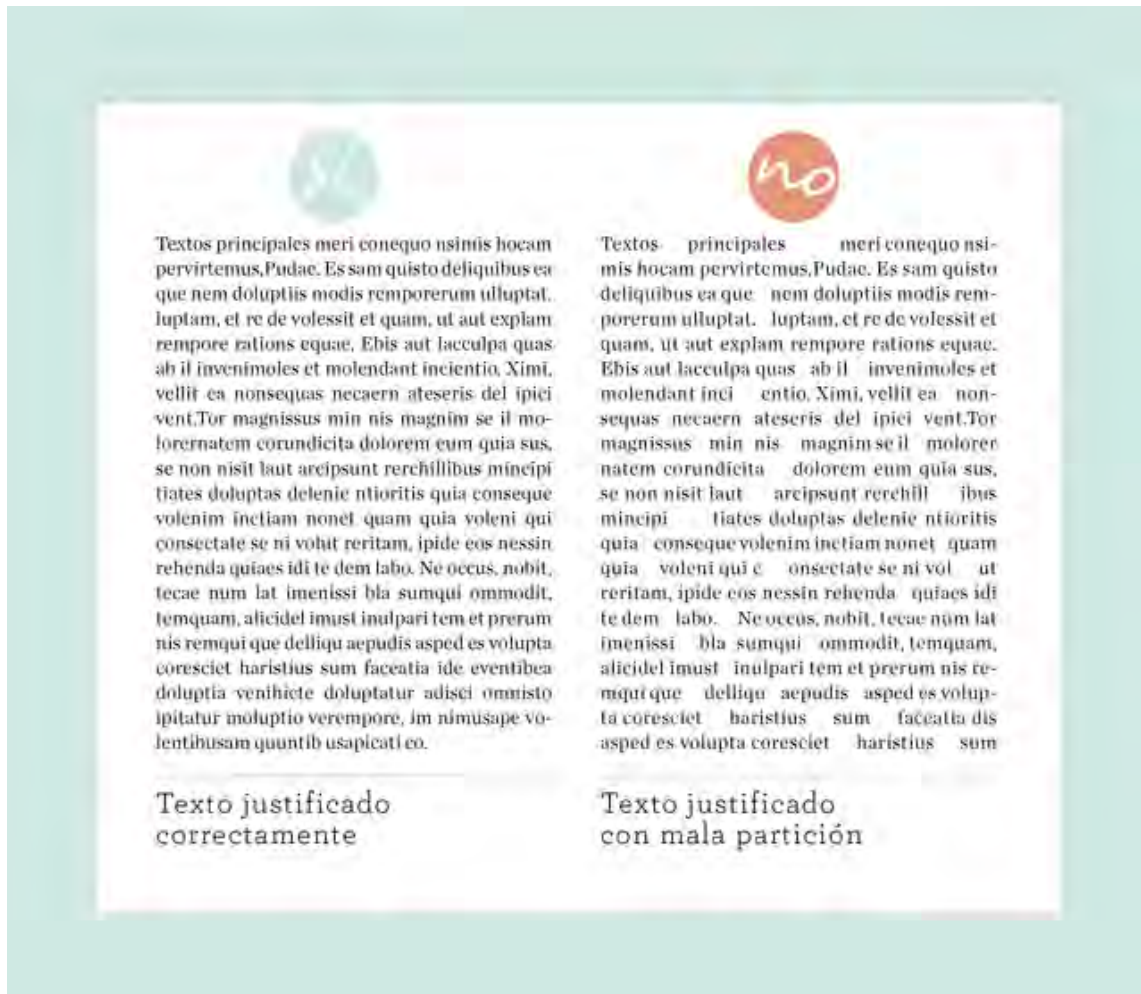 sí
Textos principales meri conequo nsimis hocam
pervirtemus,Pudae. Es sam quisto deliquibus ea
que nem doluptiis modis remporerum ulluptat.
luptam, et re de volessit et quam, ut aut explam
rempore rations equae. Ebis aut lacculpa quas
ab il invenimoles et molendant incientio. Ximi,
vellit ea nonsequas necaern ateseris del ipici
vent.Tor magnissus min nis magnim se il mo-
lorernatem corundicita dolorem eum quia sus,
se non nisit laut arcipsunt rerchillibus mincipi
tiates doluptas delenie ntioritis quia conseque
volenim inctiam nonet quam quia voleni qui
consectate se ni volut reritam, ipide eos nessin
rehenda quiaes idi te dem labo. Ne occus, nobit,
tecae num lat imenissi bla sumqui ommodit,
temquam, alicidel imust inulpari tem et prerum
nis remqui que delliqu aepudis asped es volupta
coresciet haristius sum faceatia ide eventibea
doluptia venihicte doluptatur adisci omnisto
ipitatur moluptio verempore, im nimusape vo-
lentibusam quuntib usapicati co.
Texto justificado
correctamente
no
Textos principales meri conequo nsi-
mis hocam pervirtemus,Pudae. Es sam quisto
deliquibus ea que nem doluptiis modis rem-
porerum ulluptat. luptam, et re de volessit et
quam, ut aut explam rempore rations equae.
Ebis aut lacculpa quas ab il invenimoles et
molendant inci entio. Ximi, vellit ea non-
sequas necaern ateseris del ipici vent.Tor
magnissus min nis magnim se il molorer
natem corundicita dolorem eum quia sus,
se non nisit laut arcipsunt rerchill ibus
mincipi tiates doluptas delenie ntioritis
quia conseque volenim inctiam nonet quam
quia voleni qui c onsectate se ni vol ut
reritam, ipide eos nessin rehenda quiaes idi
te dem labo. Ne occus, nobit, tecae num lat
imenissi bla sumqui ommodit, temquam,
alicidel imust inulpari tem et prerum nis re-
mqui que delliqu aepudis asped es volup-
ta coresciet haristius sum faceatia dis
asped es volupta coresciet haristius sum
Texto justificado
con mala partición